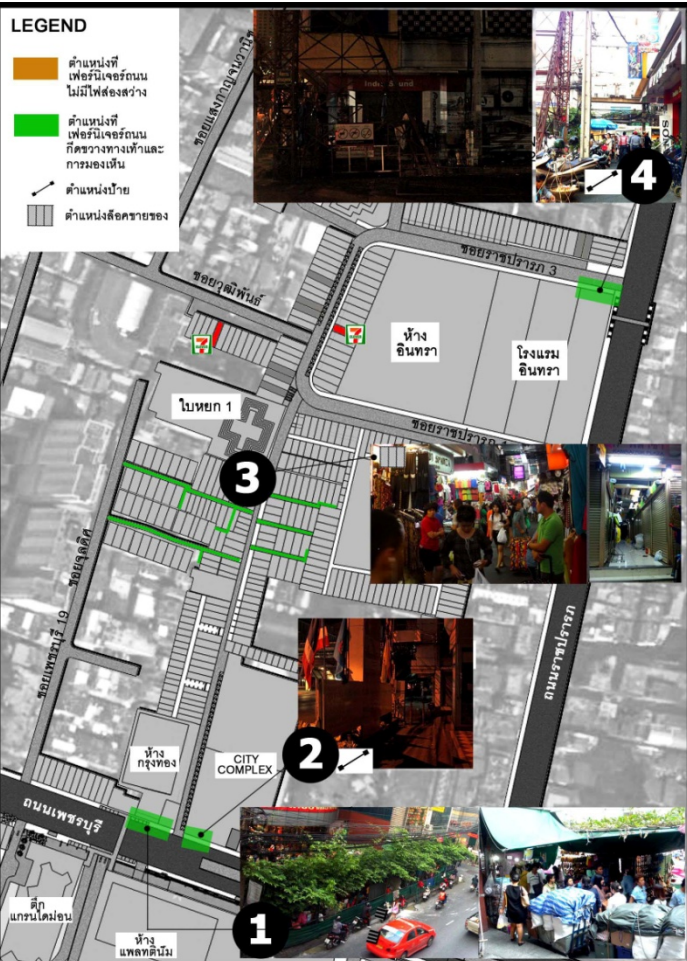 LEGEND
ตำแหน่งที่
เฟอร์นิเจอร์ถนน
ไม่มีไฟส่องสว่าง
ตำแหน่งที่
เฟอร์นิเจอร์ถนน
กีดขวางทางเท้าและ
การมองเห็น
ตำแหน่งป้าย
ตำแหน่งล๊อคขายของ
ซอยแสงกาญจนวานิช
4
ซอยราชปรารภ 3
ซอยวุฒิพันธ์
7
7
ห้าง
อินทรา
โรงแรม
อินทรา
ใบหยก 1
ซอยราชปรารภ
3
ซอยจุลดิศ
ซอยเพชรบุรี 19
ถนนราชปรารภ
ห้าง
กรุงทอง
CITY
COMPLEX
2
ถนนเพชรบุรี
1
ตึก
แกรนไดม่อน
ห้าง
แพลทตินัม